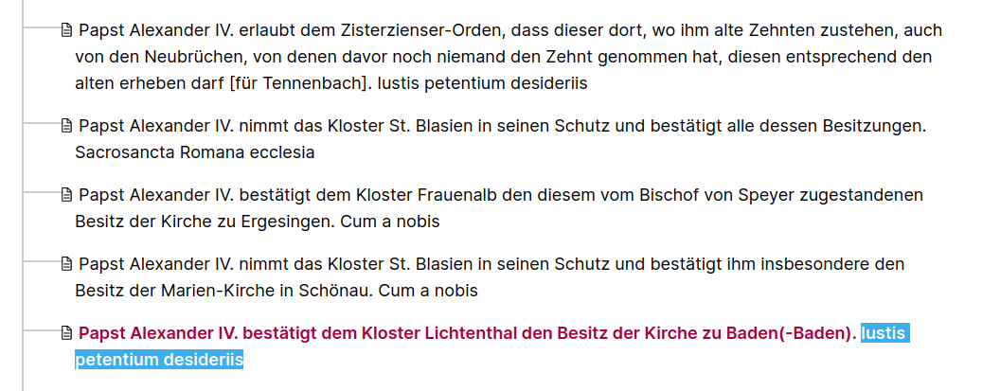 Papst Alexander IV. erlaubt dem Zisterzienser-Orden, dass dieser dort, wo ihm alte Zehnten zustehen, auch
von den Neubrüchen, von denen davor noch niemand den Zehnt genommen hat, diesen entsprechend den
alten erheben darf [für Tennenbach]. Iustis petentium desideriis
Papst Alexander IV. nimmt das Kloster St. Blasien in seinen Schutz und bestätigt alle dessen Besitzungen.
Sacrosancta Romana ecclesia
Papst Alexander IV. bestätigt dem Kloster Frauenalb den diesem vom Bischof von Speyer zugestandenen
Besitz der Kirche zu Ergesingen. Cum a nobis
Papst Alexander IV. nimmt das Kloster St. Blasien in seinen Schutz und bestätigt ihm insbesondere den
Besitz der Marien-Kirche in Schönau. Cum a nobis
Papst Alexander IV. bestätigt dem Kloster Lichtenthal den Besitz der Kirche zu Baden(-Baden). Iustis
petentium desideriis